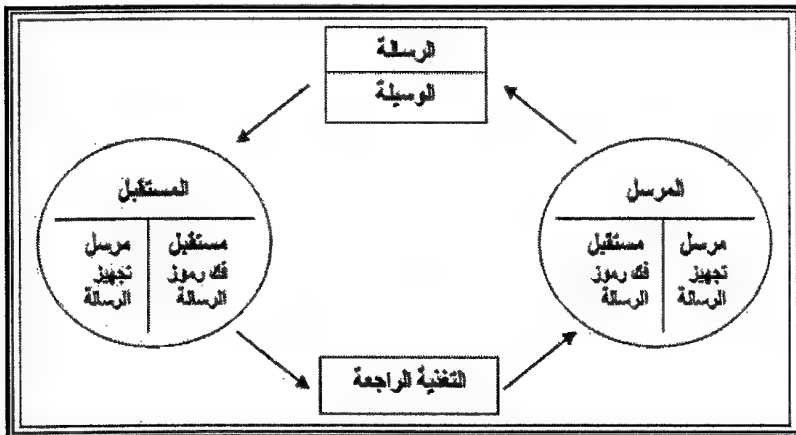 الرسالة
الوسيلة
المرسل
مرسل
تجهيز
الرسالة
مستقبل
فك رموز
الرسالة
المستقبل
مستقبل
فك رموز
الرسالة
مرسل
تجهيز
الرسالة
التغذية الراجعة